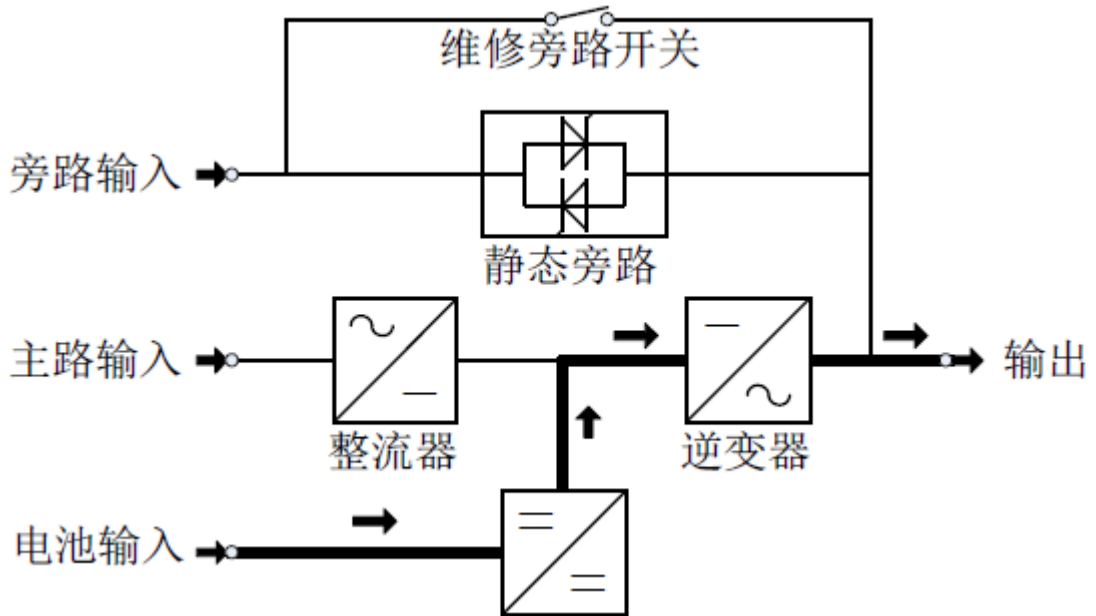 维修旁路开关
旁路输入
静态旁路
主路输入
输出
整流器
逆变器
电池输入